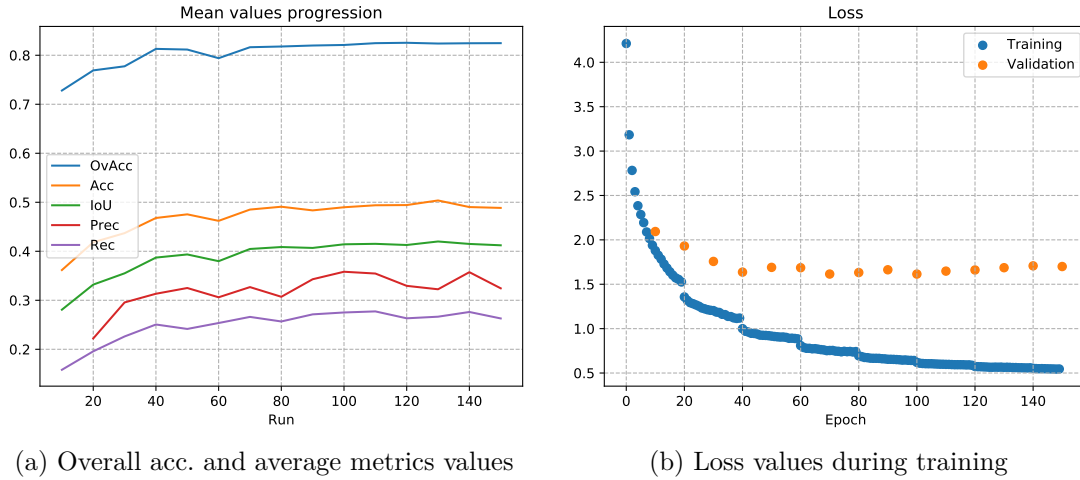 Mean values progression
0.8
0.7
0.6
0.5
0.4
0.3
0.2
OvAcc
Acc
IoU
Prec
Rec
20 40 60 80 100 120 140
Run
(a) Overall acc. and average metrics values
Loss
4.0
3.5
3.0
2.5
2.0
1.5
1.0
0.5
Training
Validation
0 20 40 60 80 100 120 140
Epoch
(b) Loss values during training